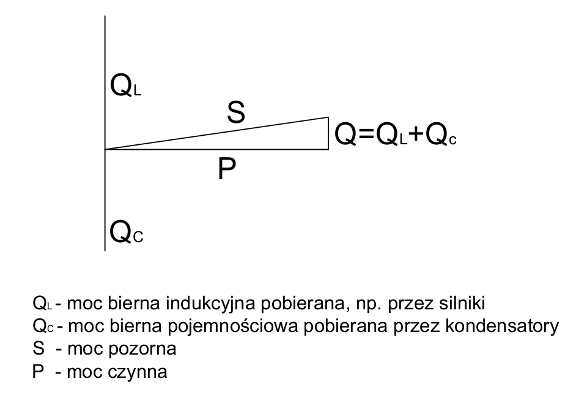 QL
S
Q=QL+Qc
P
QC
QL - moc bierna indukcyjna pobierana, np. przez silniki
QC - moc bierna pojemnościowa pobierana przez kondensatory
S - moc pozorna
P - moc czynna